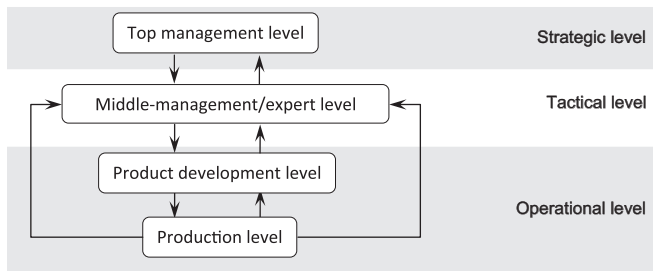 Top management level
Strategic level
Middle-management/expert level
Tactical level
Product development level
Operational level
Production level